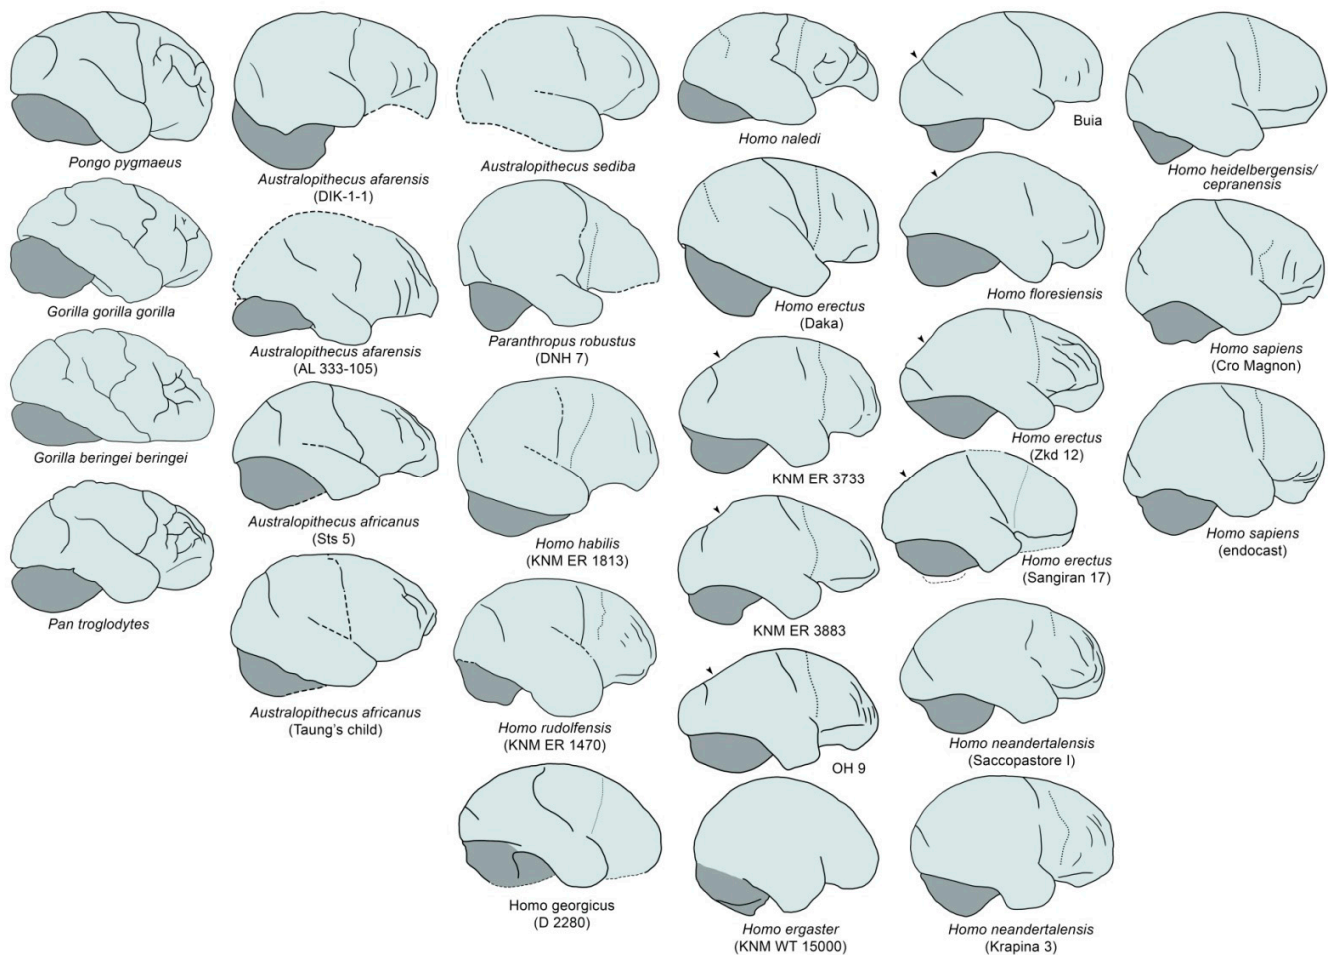 Pongo pygmaeus
Gorilla gorilla gorilla
Gorilla beringei beringei
Pan troglodytes
Australopithecus afarensis
(DIK-1-1)
Australopithecus afarensis
(AL 333-105)
Australopithecus africanus
(Sts 5)
Australopithecus africanus
(Taung's child)
Australopithecus sediba
Paranthropus robustus
(DNH 7)
Homo habilis
(KNM ER 1813)
Homo rudolfensis
(KNM ER 1470)
Homo georgicus
(D 2280)
Homo naledi
Homo erectus
(Daka)
KNM ER 3733
KNM ER 3883
OH 9
Homo ergaster
(KNM WT 15000)
Buia
Homo floresiensis
Homo erectus
(Zkd 12)
Homo erectus
(Sangiran 17)
Homo neandertalensis
(Saccopastore I)
Homo neandertalensis
(Krapina 3)
Homo heidelbergensis/
cepranensis
Homo sapiens
(Cro Magnon)
Homo sapiens
(endocast)